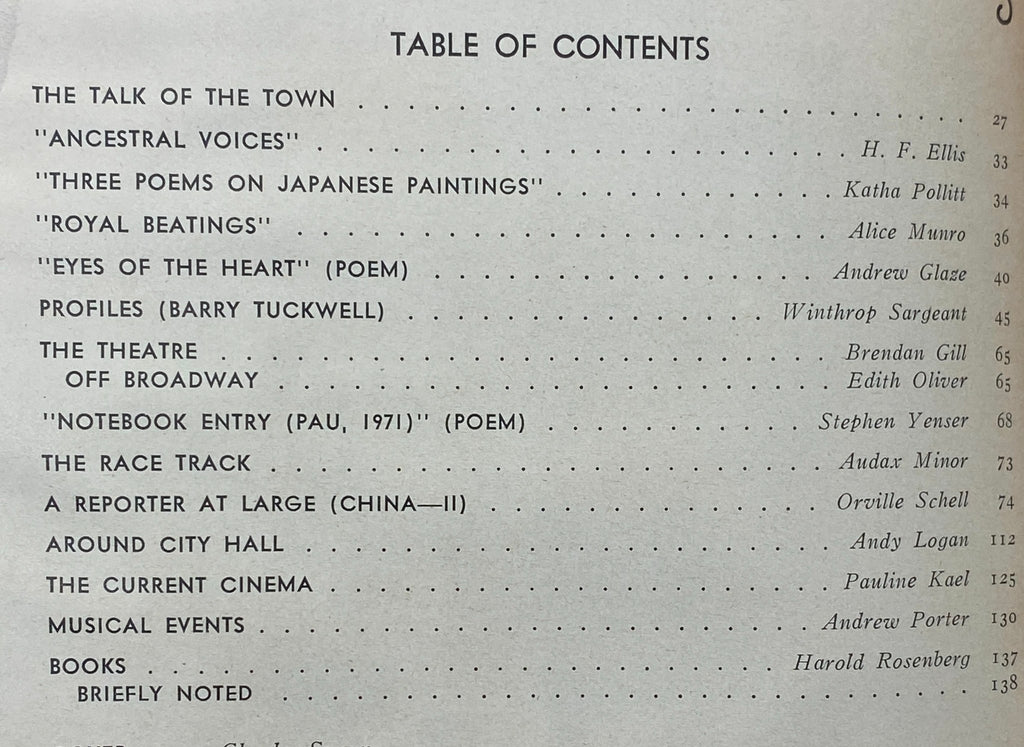 TABLE OF CONTENTS
THE TALK OF THE TOWN . . . . . . . . . . . . . . . . . . . . . . 27
"ANCESTRAL VOICES" . . . . . . . . . . . . . . . . . . . H. F. Ellis 33
"THREE POEMS ON JAPANESE PAINTINGS" . . . . . . . . . . Katha Pollitt 34
"ROYAL BEATINGS" . . . . . . . . . . . . . . . . . . . Alice Munro 36
"EYES OF THE HEART" (POEM) . . . . . . . . . . . . . . Andrew Glaze 40
PROFILES (BARRY TUCKWELL) . . . . . . . . . . . . . Winthrop Sargeant 45
THE THEATRE . . . . . . . . . . . . . . . . . . . . . . Brendan Gill 65
OFF BROADWAY . . . . . . . . . . . . . . . . . . . . Edith Oliver 65
"NOTEBOOK ENTRY (PAU, 1971)" (POEM) . . . . . . . . . . Stephen Yenser 68
THE RACE TRACK . . . . . . . . . . . . . . . . . . . . Audax Minor 73
A REPORTER AT LARGE (CHINA—II) . . . . . . . . . . . . Orville Schell 74
AROUND CITY HALL . . . . . . . . . . . . . . . . . . . Andy Logan 112
THE CURRENT CINEMA . . . . . . . . . . . . . . . . . . Pauline Kael 125
MUSICAL EVENTS . . . . . . . . . . . . . . . . . . . . Andrew Porter 130
BOOKS . . . . . . . . . . . . . . . . . . . . . . . Harold Rosenberg 137
BRIEFLY NOTED . . . . . . . . . . . . . . . . . . . . . . . . . 138